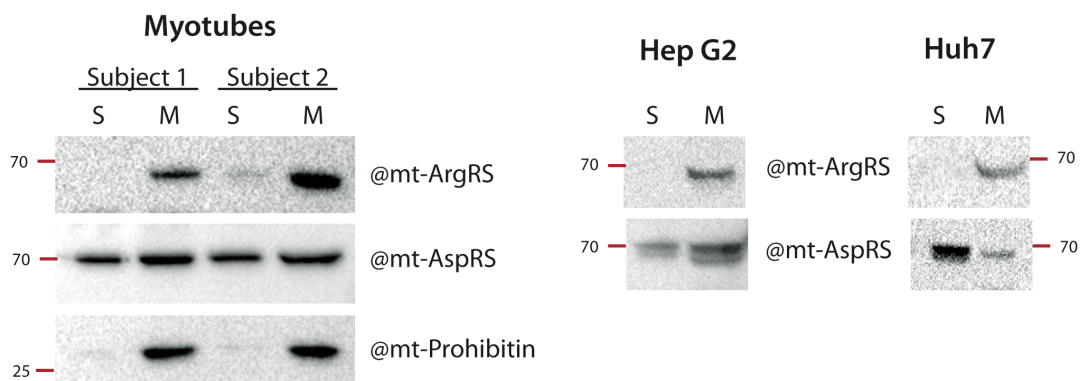 Myotubes
Subject 1 Subject 2
S M S M
70 @mt-ArgRS
70 @mt-AspRS
25 @mt-Prohibitin
Hep G2
S M
70 @mt-ArgRS
70 @mt-AspRS
Huh7
S M
70
70